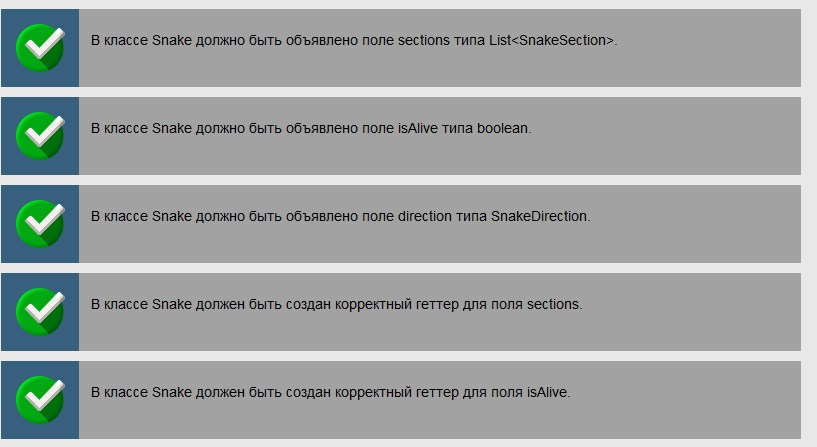 В классе Snake должно быть объявлено поле sections типа List<SnakeSection>.
В классе Snake должно быть объявлено поле isAlive типа boolean.
В классе Snake должно быть объявлено поле direction типа SnakeDirection.
В классе Snake должен быть создан корректный геттер для поля sections.
В классе Snake должен быть создан корректный геттер для поля isAlive.